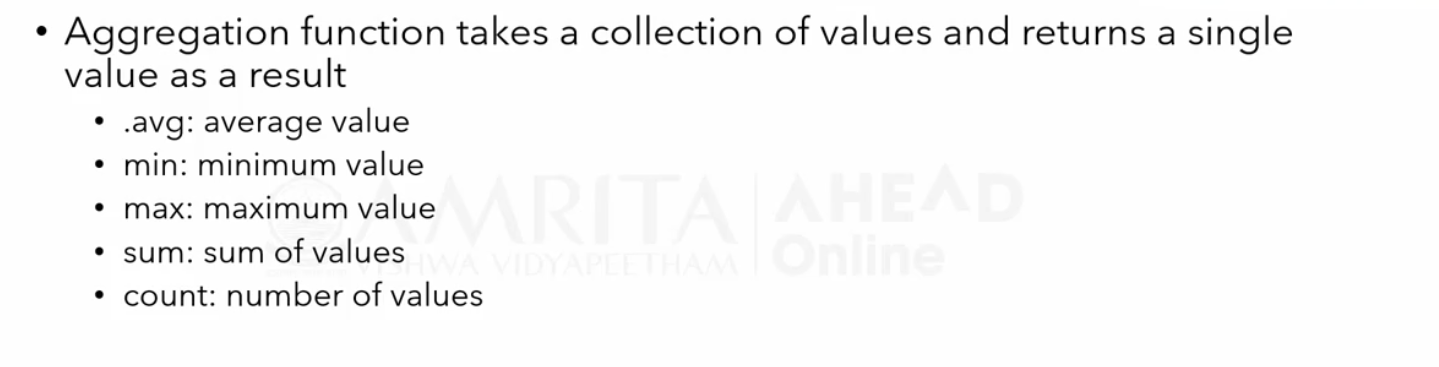 • Aggregation function takes a collection of values and returns a single
value as a result
• .avg: average value
• min: minimum value
• max: maximum value
• sum: sum of values
• count: number of values
AMRITA
VISHWA VIDYAPEETHAM
AHEAD
Online